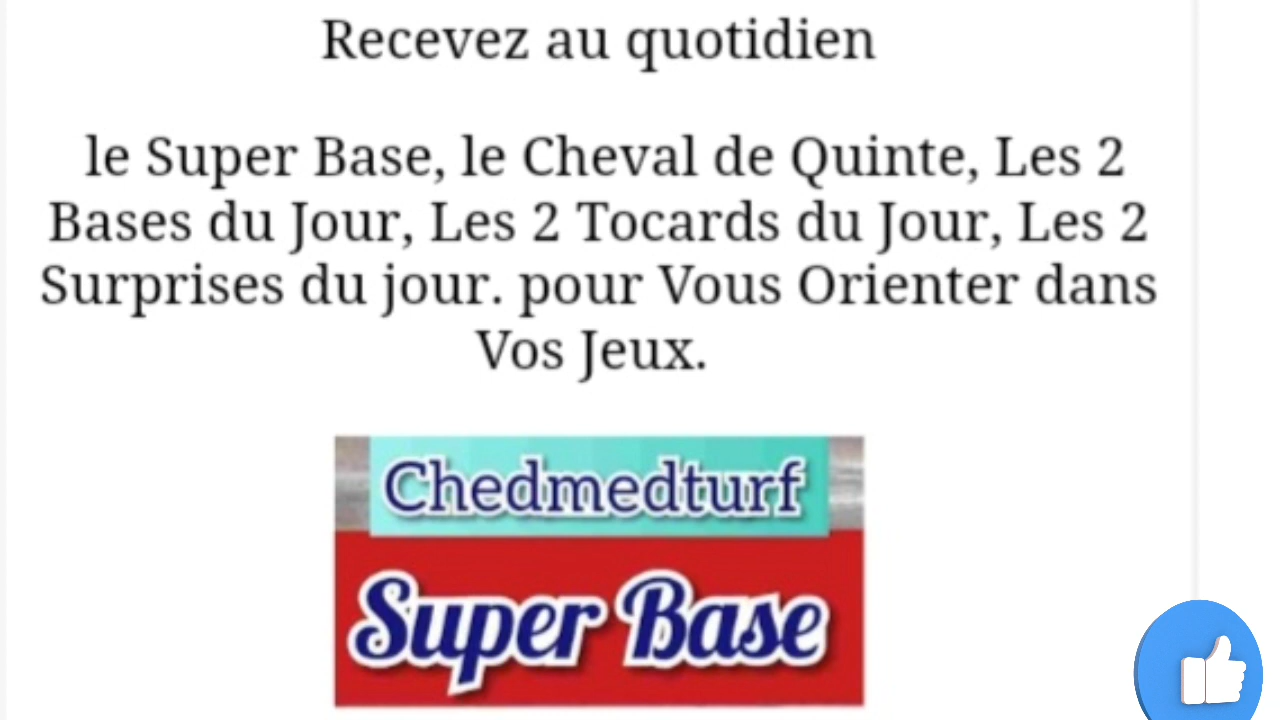 Recevez au quotidien
le Super Base, le Cheval de Quinte, Les 2
Bases du Jour, Les 2 Tocards du Jour, Les 2
Surprises du jour. pour Vous Orienter dans
Vos Jeux.
Chedmedturf
Super Base